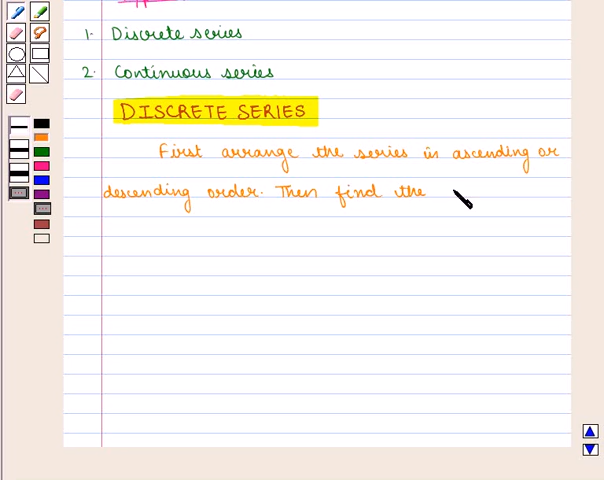 1. Discrete series
2. Continuous series
DISCRETE SERIES
First arrange the series in ascending or
descending order. Then find the